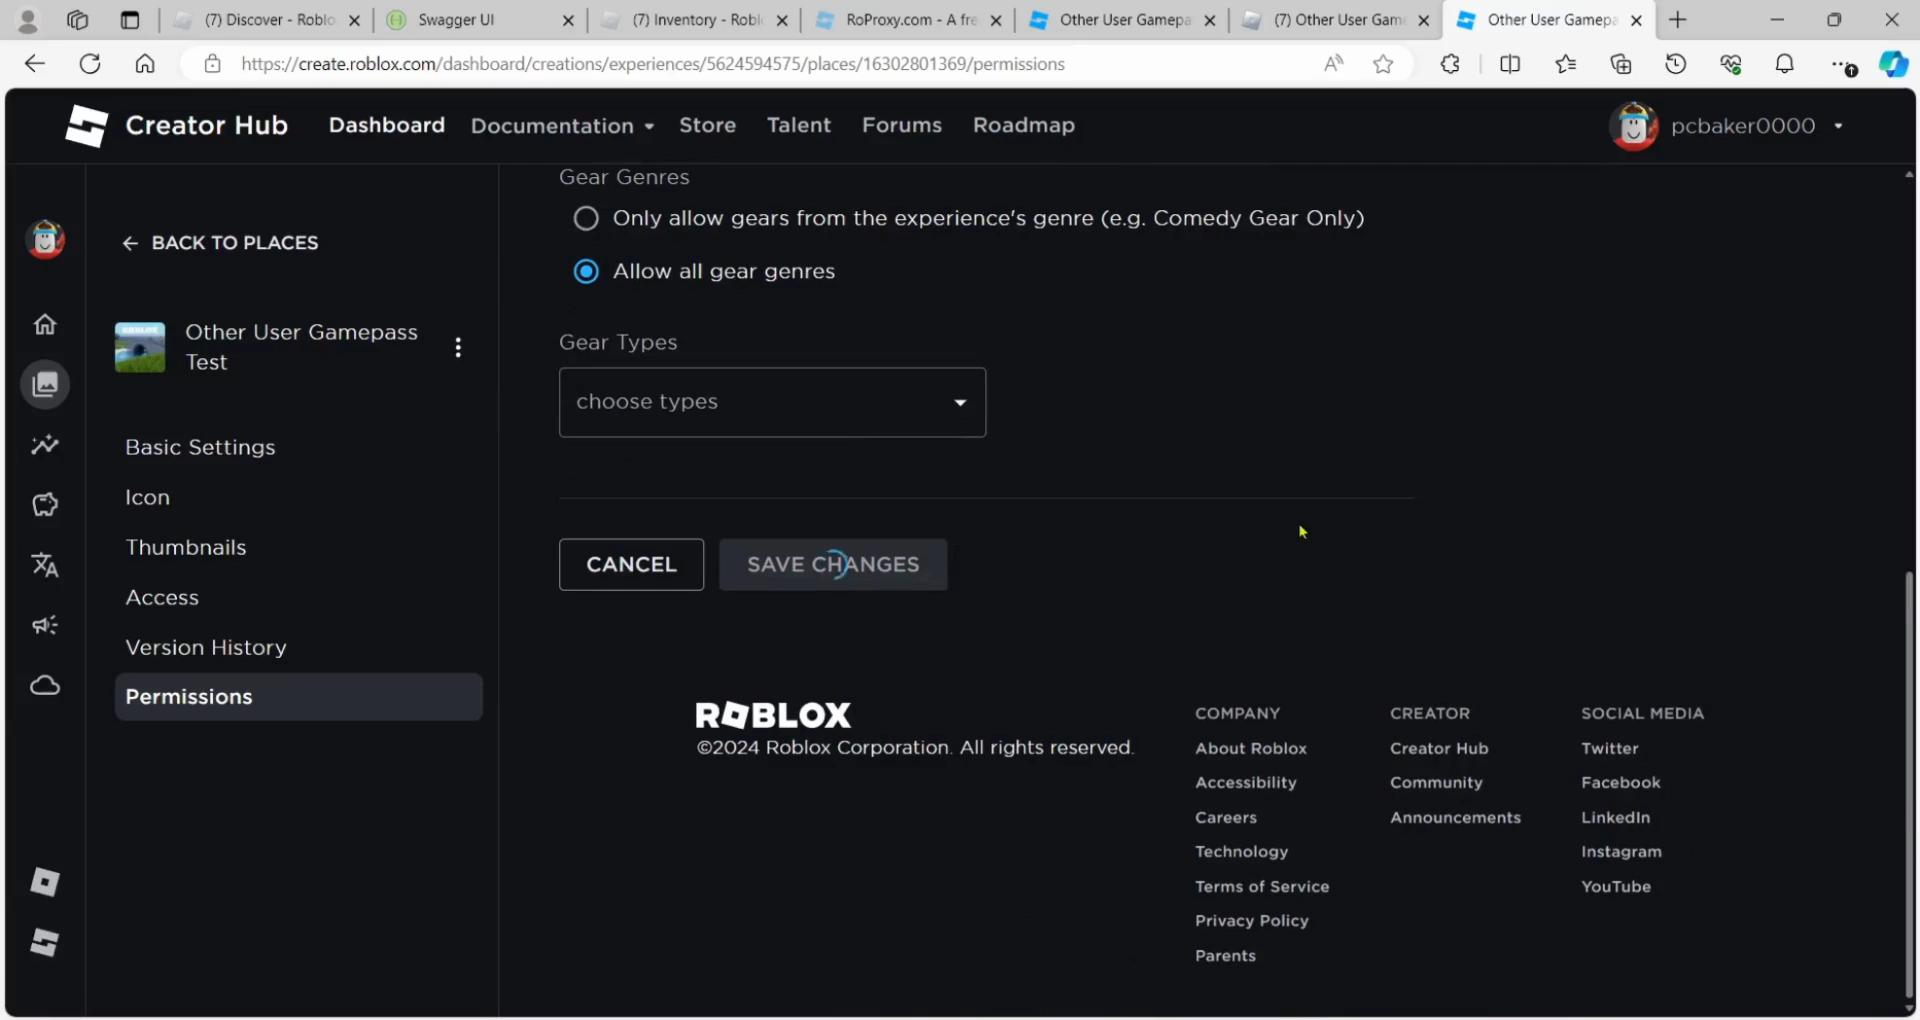 (7) Discover - Roblo
Swagger UI
(7) Inventory - Robl
RoProxy.com - A fre
Other User Gamepa
(7) Other User Gam
Other User Gamepa
https://create.roblox.com/dashboard/creations/experiences/5624594575/places/16302801369/permissions
Creator Hub
Dashboard
Documentation
Store
Talent
Forums
Roadmap
pcbaker0000
BACK TO PLACES
Other User Gamepass
Test
Basic Settings
Icon
Thumbnails
Access
Version History
Permissions
Gear Genres
Only allow gears from the experience's genre (e.g. Comedy Gear Only)
Allow all gear genres
Gear Types
choose types
CANCEL
SAVE CHANGES
ROBLOX
©2024 Roblox Corporation. All rights reserved.
COMPANY
About Roblox
Accessibility
Careers
Technology
Terms of Service
Privacy Policy
Parents
CREATOR
Creator Hub
Community
Announcements
SOCIAL MEDIA
Twitter
Facebook
LinkedIn
Instagram
YouTube